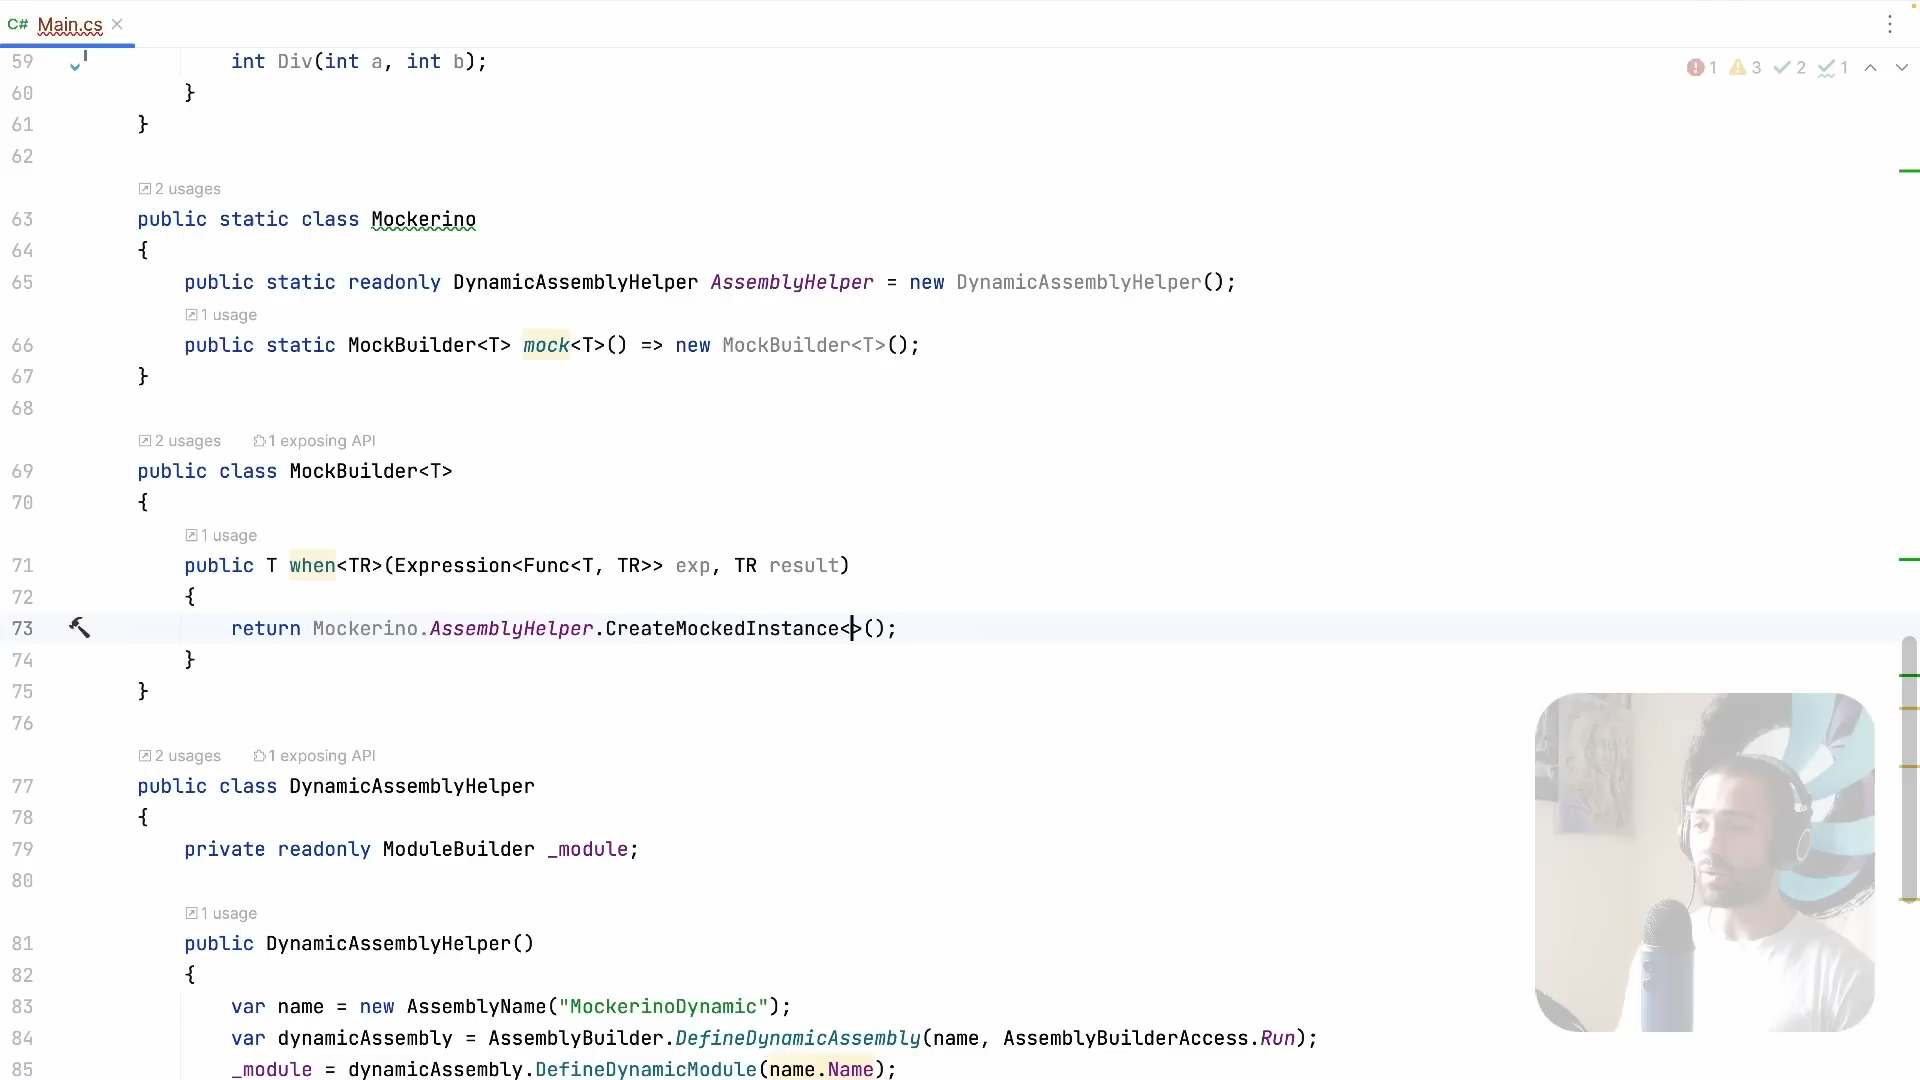 C# Main.cs
1 3 2 1
59 int Div(int a, int b);
60 }
61 }
62
2 usages
63 public static class Mockerino
64 {
65 public static readonly DynamicAssemblyHelper AssemblyHelper = new DynamicAssemblyHelper();
1 usage
66 public static MockBuilder<T> mock<T>() => new MockBuilder<T>();
67 }
68
2 usages 1 exposing API
69 public class MockBuilder<T>
70 {
1 usage
71 public T when<TR>(Expression<Func<T, TR>> exp, TR result)
72 {
73 return Mockerino.AssemblyHelper.CreateMockedInstance<>();
74 }
75 }
76
2 usages 1 exposing API
77 public class DynamicAssemblyHelper
78 {
79 private readonly ModuleBuilder _module;
80
1 usage
81 public DynamicAssemblyHelper()
82 {
83 var name = new AssemblyName("MockerinoDynamic");
84 var dynamicAssembly = AssemblyBuilder.DefineDynamicAssembly(name, AssemblyBuilderAccess.Run);
85 _module = dynamicAssembly.DefineDynamicModule(name.Name);